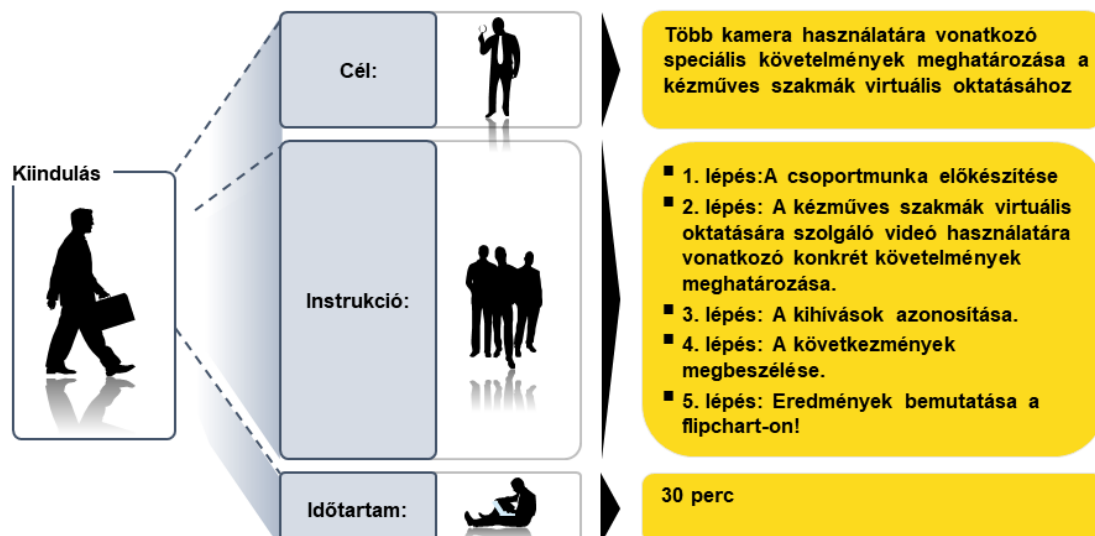 Kiindulás
Cél:
Több kamera használatára vonatkozó
speciális követelmények meghatározása a
kézműves szakmák virtuális oktatásához
Instrukció:
▪ 1. lépés:A csoportmunka előkészítése
▪ 2. lépés: A kézműves szakmák virtuális
oktatására szolgáló videó használatára
vonatkozó konkrét követelmények
meghatározása.
▪ 3. lépés: A kihívások azonosítása.
▪ 4. lépés: A következmények
megbeszélése.
▪ 5. lépés: Eredmények bemutatása a
flipchart-on!
Időtartam:
30 perc